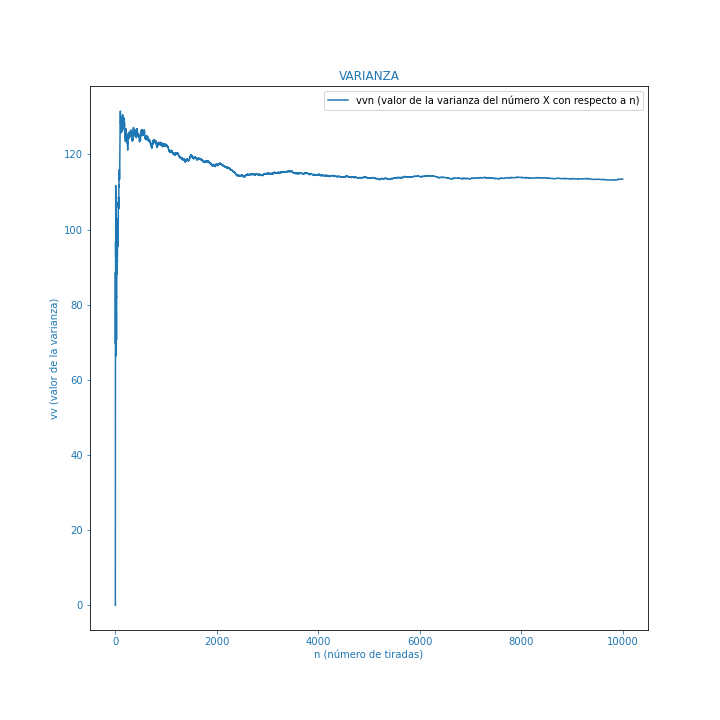 VARIANZA
vvn (valor de la varianza del número X con respecto a n)
vv (valor de la varianza)
120
100
80
60
40
20
0
0 2000 4000 6000 8000 10000
n (número de tiradas)